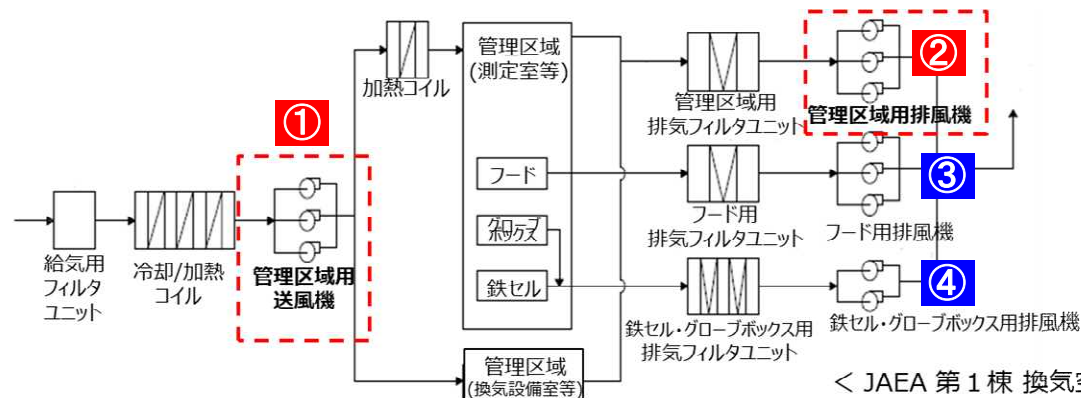 給気用
フィルタ
ユニット
冷却/加熱
コイル
①
管理区域用
送風機
加熱コイル
管理区域
(測定室等)
フード
グローブ
ボックス
鉄セル
管理区域
(換気設備室等)
管理区域用
排気フィルタユニット
フード用
排気フィルタユニット
鉄セル・グローブボックス用
排気フィルタユニット
②
管理区域用排風機
③
フード用排風機
④
鉄セル・グローブボックス用排風機
< JAEA 第1棟 換気